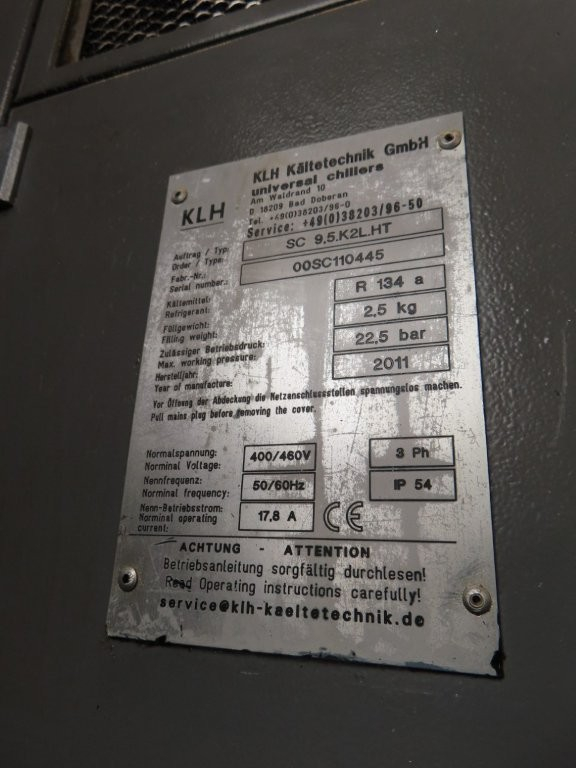 KLH Kältetechnik GmbH
universal chillers
Am Waldrand 10
D 18209 Bad Doberan
Tel. +49(0)38203/96-0
KLH
Service: +49(0)38203/96-50
Auftrag / Typ:
Order / Type:
SC 9.5.K2L.HT
Fabr.-Nr.:
Serial number:
00SC110445
Kältemittel:
Refrigerant:
R 134 a
Füllgewicht:
Filling weight:
2,5 kg
Zulässiger Betriebsdruck:
Max. working pressure:
22,5 bar
Herstelljahr:
Year of manufacture:
2011
Vor Öffnung der Abdeckung die Netzanschlussstellen spannungslos machen.
Pull mains plug before removing the cover.
Normalspannung:
Norminal Voltage:
400/460V
3 Ph
Nennfrequenz:
Norminal frequency:
50/60Hz
IP 54
Nenn-Betriebsstrom:
Norminal operating
current:
17,8 A
CE
ACHTUNG - ATTENTION
Betriebsanleitung sorgfältig durchlesen!
Read Operating instructions carefully!
service@klh-kaeltetechnik.de